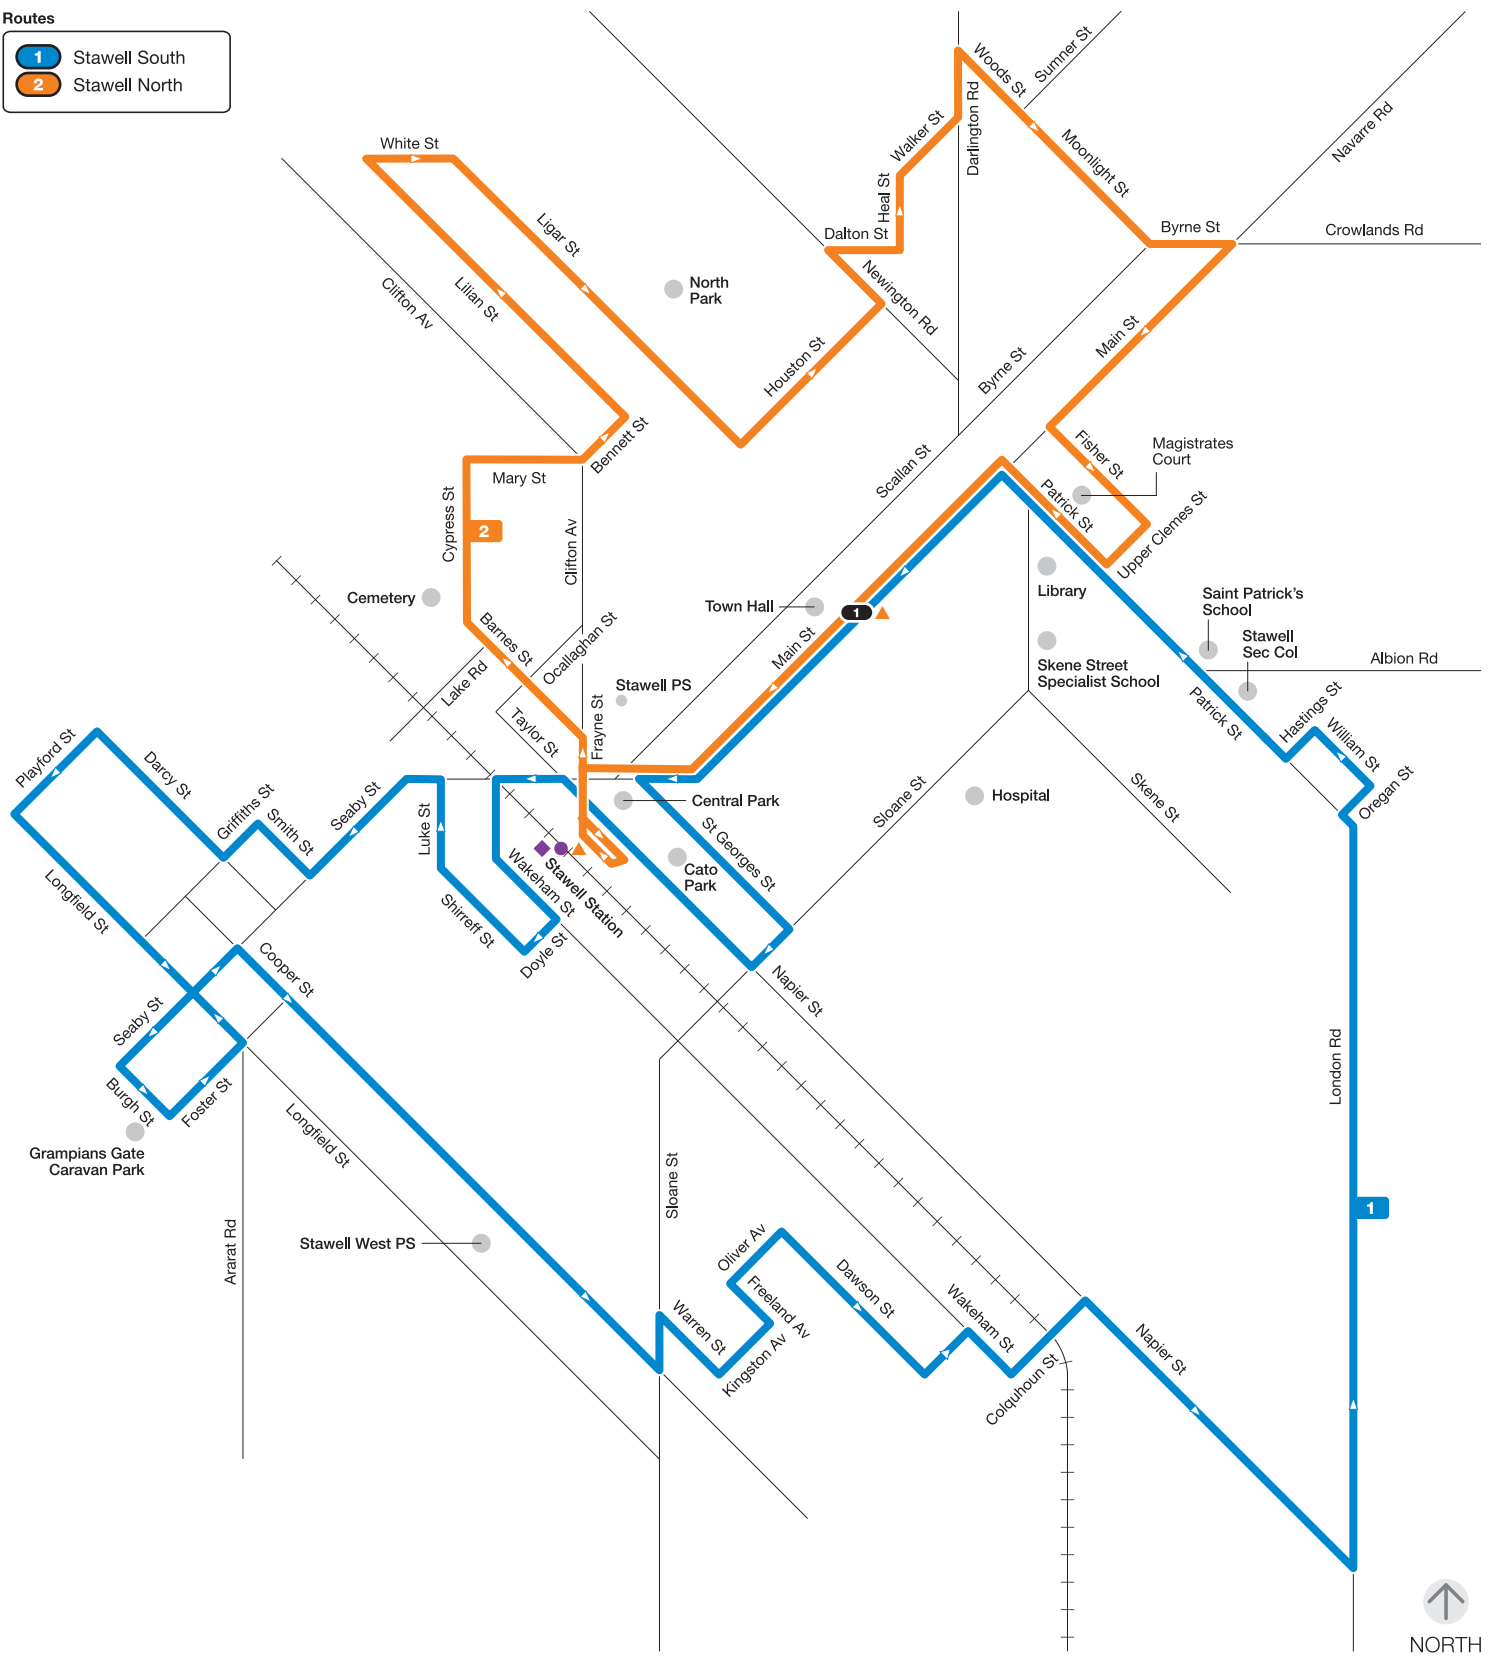 Routes
1 Stawell South
2 Stawell North
Woods St
Sumner St
Darlington Rd
Walker St
Moonlight St
Navarre Rd
White St
Heal St
Ligar St
Dalton St
Byrne St
Crowlands Rd
Clifton Av
Lilian St
North
Park
Newington Rd
Main St
Houston St
Byrne St
Bennett St
Fisher St
Magistrates
Court
Mary St
Scallan St
Cypress St
2
Patrick St
Upper Clemes St
Clifton Av
Cemetery
Town Hall
1
Library
Saint Patrick's
School
Barnes St
Ocallaghan St
Main St
Stawell
Sec Col
Skene Street
Specialist School
Albion Rd
Lake Rd
Stawell PS
Frayne St
Taylor St
Patrick St
Hastings St
William St
Playford St
Darcy St
Griffiths St
Smith St
Seaby St
Luke St
Central Park
Sloane St
Hospital
Skene St
Oregan St
St Georges St
Cato
Park
Wakeham St
Stawell Station
Longfield St
Shirreff St
Doyle St
Cooper St
Napier St
Seaby St
Burgh St
Foster St
London Rd
Grampians Gate
Caravan Park
Longfield St
Sloane St
1
Ararat Rd
Stawell West PS
Oliver Av
Dawson St
Freeland Av
Warren St
Kingston Av
Wakeham St
Napier St
Colquhoun St
NORTH